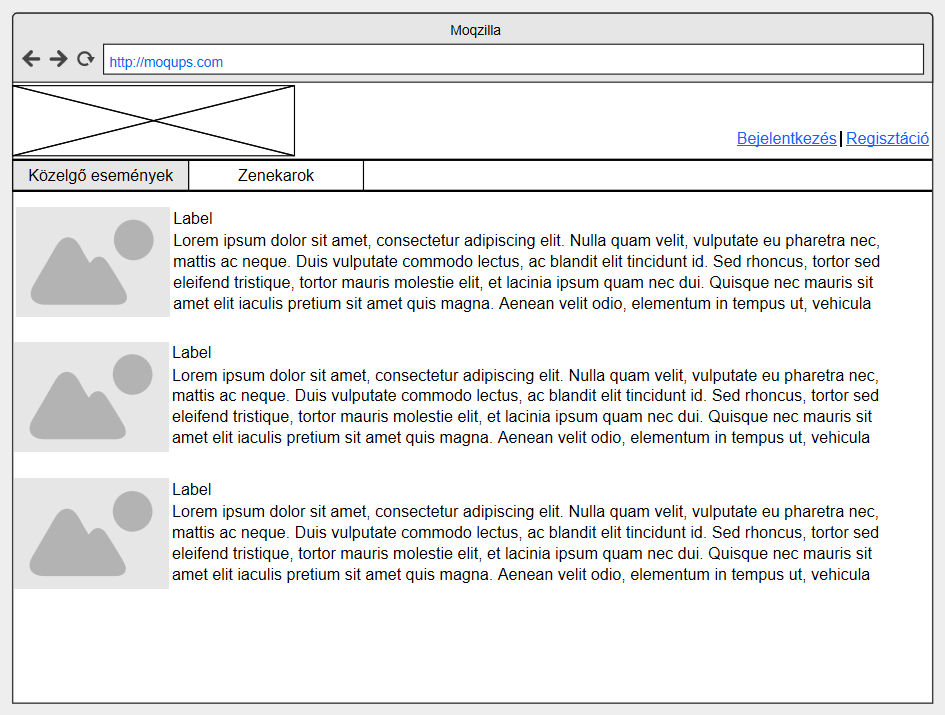 Moqzilla
http://moqups.com
Bejelentkezés Regisztáció
Közelgő események Zenekarok
Label
Lorem ipsum dolor sit amet, consectetur adipiscing elit. Nulla quam velit, vulputate eu pharetra nec,
mattis ac neque. Duis vulputate commodo lectus, ac blandit elit tincidunt id. Sed rhoncus, tortor sed
eleifend tristique, tortor mauris molestie elit, et lacinia ipsum quam nec dui. Quisque nec mauris sit
amet elit iaculis pretium sit amet quis magna. Aenean velit odio, elementum in tempus ut, vehicula
Label
Lorem ipsum dolor sit amet, consectetur adipiscing elit. Nulla quam velit, vulputate eu pharetra nec,
mattis ac neque. Duis vulputate commodo lectus, ac blandit elit tincidunt id. Sed rhoncus, tortor sed
eleifend tristique, tortor mauris molestie elit, et lacinia ipsum quam nec dui. Quisque nec mauris sit
amet elit iaculis pretium sit amet quis magna. Aenean velit odio, elementum in tempus ut, vehicula
Label
Lorem ipsum dolor sit amet, consectetur adipiscing elit. Nulla quam velit, vulputate eu pharetra nec,
mattis ac neque. Duis vulputate commodo lectus, ac blandit elit tincidunt id. Sed rhoncus, tortor sed
eleifend tristique, tortor mauris molestie elit, et lacinia ipsum quam nec dui. Quisque nec mauris sit
amet elit iaculis pretium sit amet quis magna. Aenean velit odio, elementum in tempus ut, vehicula